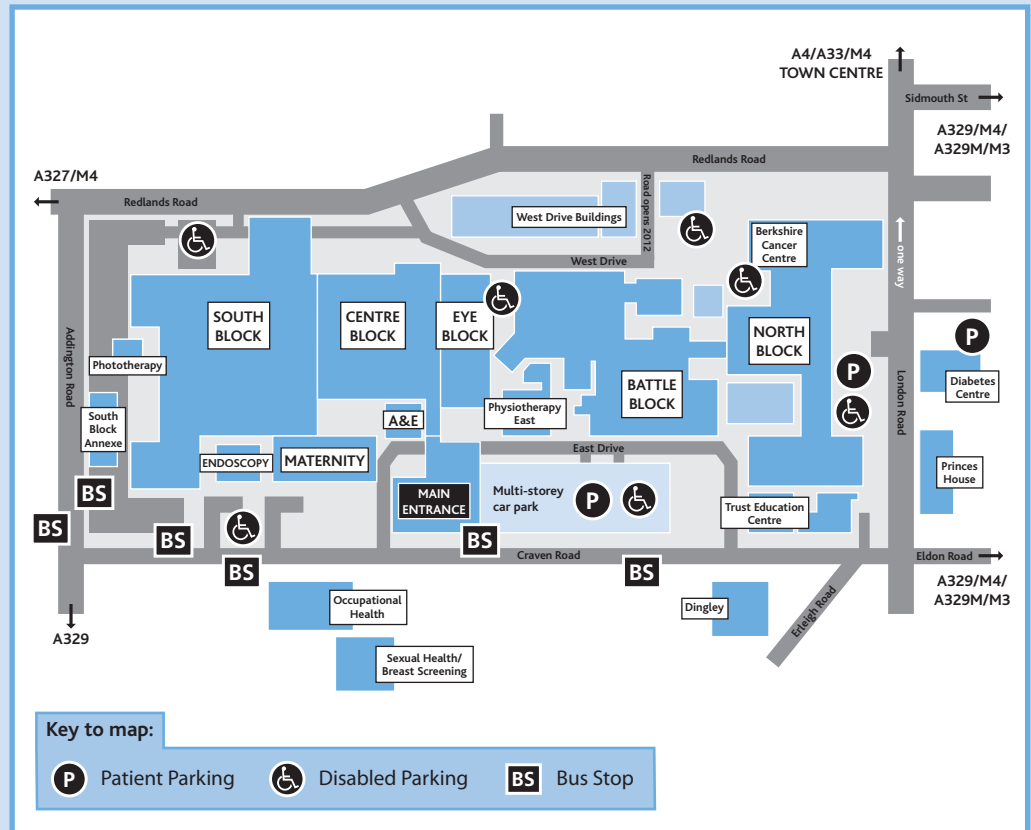 A4/A33/M4
TOWN CENTRE
Sidmouth St
A329/M4/
A329M/M3
Redlands Road
A327/M4
Redlands Road
Road opens 2012
West Drive Buildings
Berkshire
Cancer
Centre
one way
West Drive
SOUTH
BLOCK
CENTRE
BLOCK
EYE
BLOCK
NORTH
BLOCK
P
Addington Road
Phototherapy
P
London Road
Diabetes
Centre
BATTLE
BLOCK
South
Block
Annexe
A&E
Physiotherapy
East
East Drive
ENDOSCOPY
MATERNITY
Princes
House
BS
MAIN
ENTRANCE
Multi-storey
car park
P
Trust Education
Centre
BS
BS
BS
Craven Road
Eldon Road
BS
BS
A329/M4/
A329M/M3
Occupational
Health
Dingley
Erleigh Road
A329
Sexual Health/
Breast Screening
Key to map:
P Patient Parking
Disabled Parking
BS Bus Stop